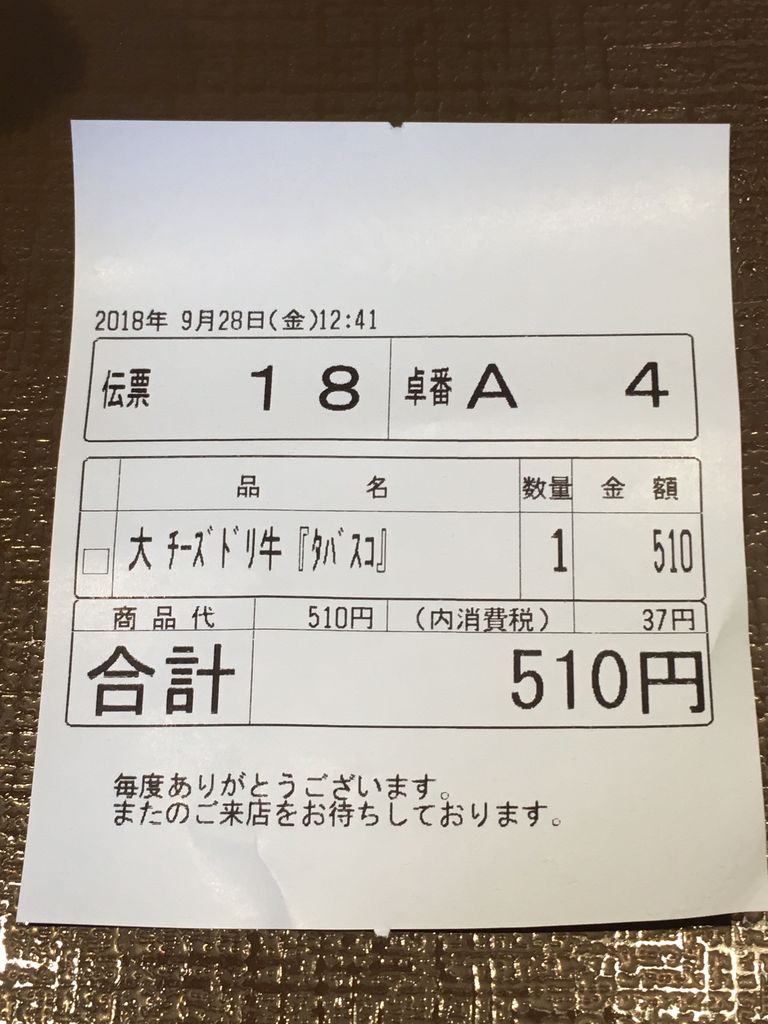 2018年 9月28日(金)12:41
伝票 18 卓番 A 4
品名 数量 金額
大 ﾁｰｽﾞﾄﾞﾘ牛『ﾀﾊﾞｽｺ』 1 510
商品代 510円 (内消費税) 37円
合計 510円
毎度ありがとうございます。
またのご来店をお待ちしております。